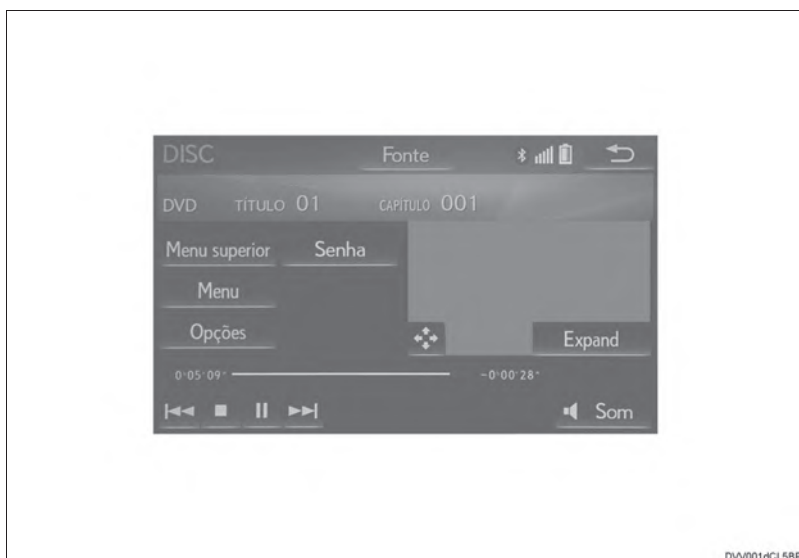 DISC Fonte
DVD TÍTULO 01 CAPÍTULO 001
Menu superior Senha
Menu
Opções Expand
0:05'09" -0:00'28"
Som